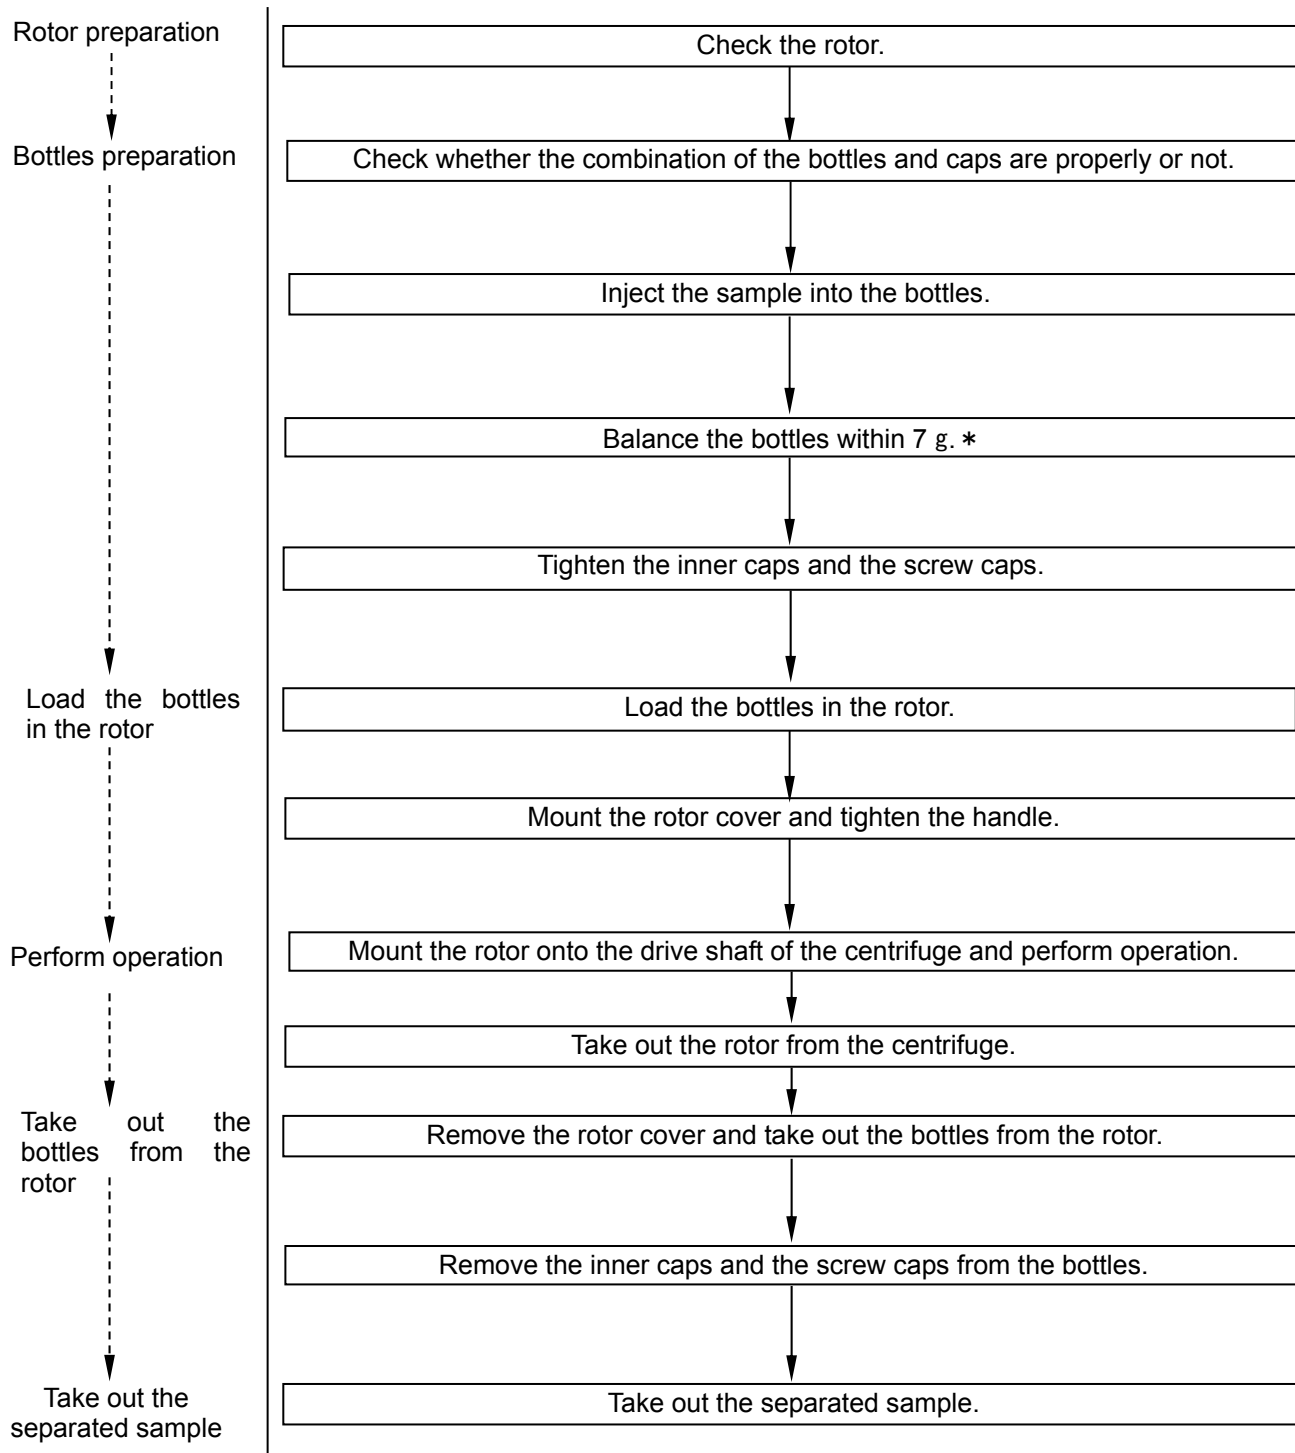 Rotor preparation
Check the rotor.
Bottles preparation
Check whether the combination of the bottles and caps are properly or not.
Inject the sample into the bottles.
Balance the bottles within 7 g. *
Tighten the inner caps and the screw caps.
Load the bottles
in the rotor
Load the bottles in the rotor.
Mount the rotor cover and tighten the handle.
Perform operation
Mount the rotor onto the drive shaft of the centrifuge and perform operation.
Take out the rotor from the centrifuge.
Take out the
bottles from the
rotor
Remove the rotor cover and take out the bottles from the rotor.
Remove the inner caps and the screw caps from the bottles.
Take out the
separated sample
Take out the separated sample.